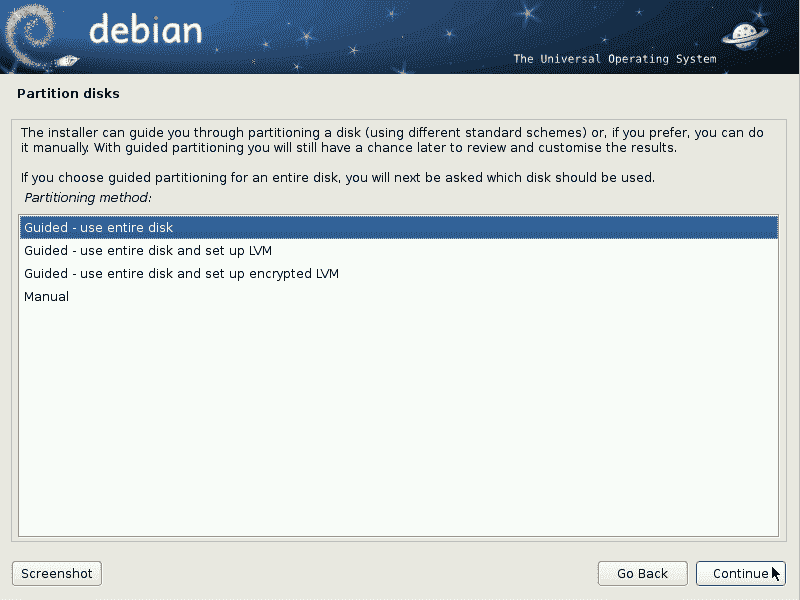 debian
The Universal Operating System
Partition disks
The installer can guide you through partitioning a disk (using different standard schemes) or, if you prefer, you can do
it manually. With guided partitioning you will still have a chance later to review and customise the results.
If you choose guided partitioning for an entire disk, you will next be asked which disk should be used.
Partitioning method:
Guided - use entire disk
Guided - use entire disk and set up LVM
Guided - use entire disk and set up encrypted LVM
Manual
Screenshot
Go Back
Continue